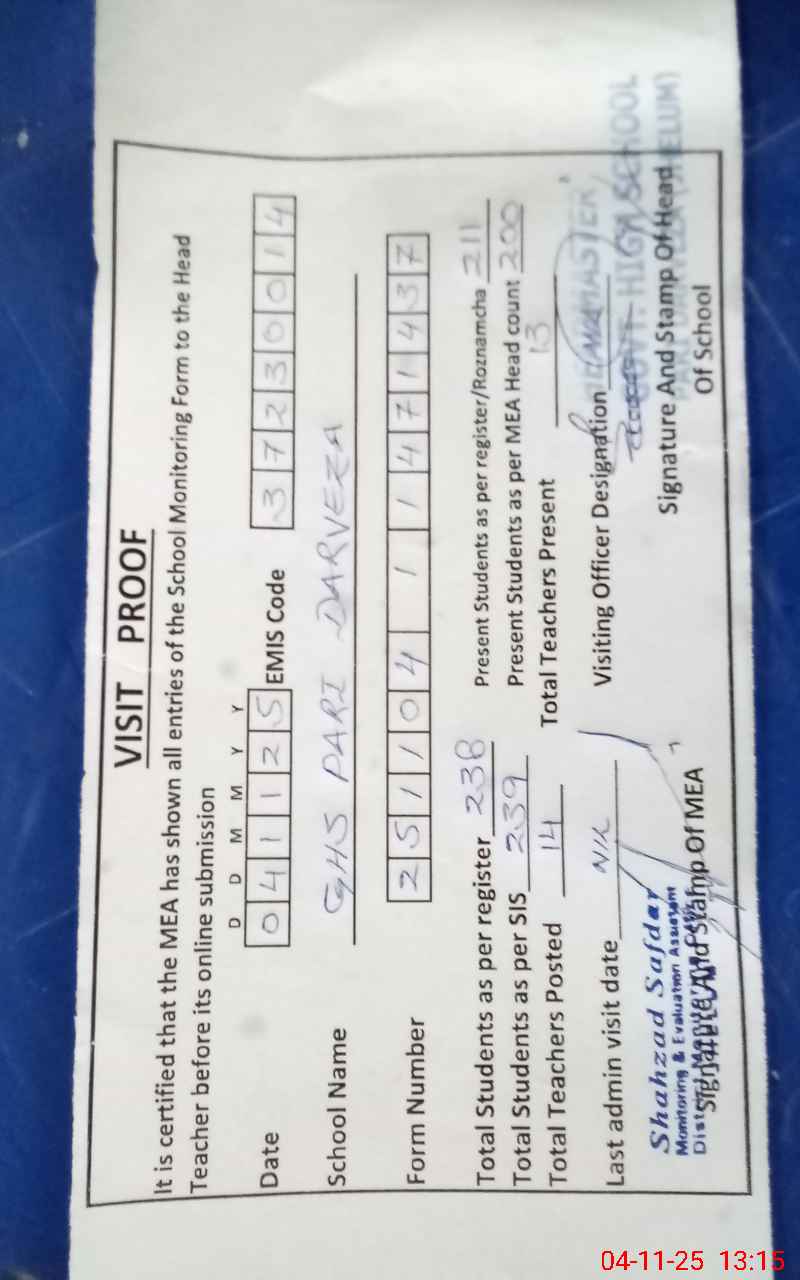 VISIT PROOF
It is certified that the MEA has shown all entries of the School Monitoring Form to the Head
Teacher before its online submission
D D M M Y Y
Date 0 4 1 1 2 5 EMIS Code 3 7 2 3 0 0 1 4
School Name GHS PARI DARVEZA
Form Number 2 5 1 1 0 4 1 1 4 7 1 4 3 7
Total Students as per register 238 Present Students as per register/Roznamcha 211
Total Students as per SIS 239 Present Students as per MEA Head count 200
Total Teachers Posted 14 Total Teachers Present 13
Last admin visit date Nil Visiting Officer Designation
HEADMASTER
GOVT. HIGH SCHOOL
Shahzad Safdar
Monitoring & Evaluation Assistant
Signature And Stamp Of MEA
Signature And Stamp Of Head
Of School
04-11-25 13:15